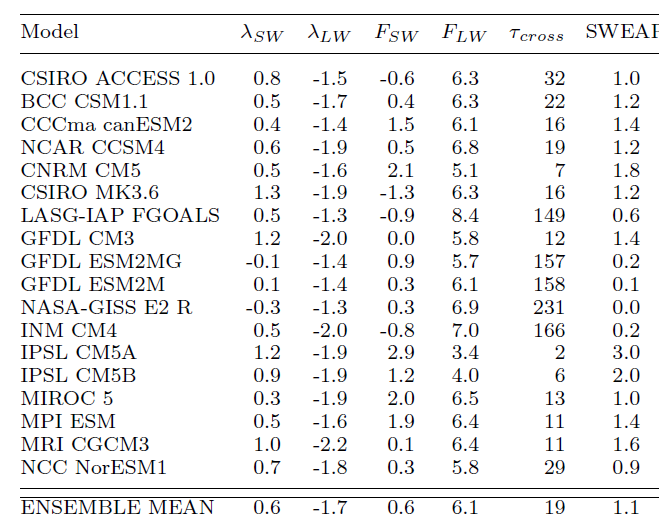 Model λSW λLW FSW FLW τcross SWEAP
CSIRO ACCESS 1.0 0.8 -1.5 -0.6 6.3 32 1.0
BCC CSM1.1 0.5 -1.7 0.4 6.3 22 1.2
CCCma canESM2 0.4 -1.4 1.5 6.1 16 1.4
NCAR CCSM4 0.6 -1.9 0.5 6.8 19 1.2
CNRM CM5 0.5 -1.6 2.1 5.1 7 1.8
CSIRO MK3.6 1.3 -1.9 -1.3 6.3 16 1.2
LASG-IAP FGOALS 0.5 -1.3 -0.9 8.4 149 0.6
GFDL CM3 1.2 -2.0 0.0 5.8 12 1.4
GFDL ESM2MG -0.1 -1.4 0.9 5.7 157 0.2
GFDL ESM2M 0.1 -1.4 0.3 6.1 158 0.1
NASA-GISS E2 R -0.3 -1.3 0.3 6.9 231 0.0
INM CM4 0.5 -2.0 -0.8 7.0 166 0.2
IPSL CM5A 1.2 -1.9 2.9 3.4 2 3.0
IPSL CM5B 0.9 -1.9 1.2 4.0 6 2.0
MIROC 5 0.3 -1.9 2.0 6.5 13 1.0
MPI ESM 0.5 -1.6 1.9 6.4 11 1.4
MRI CGCM3 1.0 -2.2 0.1 6.4 11 1.6
NCC NorESM1 0.7 -1.8 0.3 5.8 29 0.9
ENSEMBLE MEAN 0.6 -1.7 0.6 6.1 19 1.1